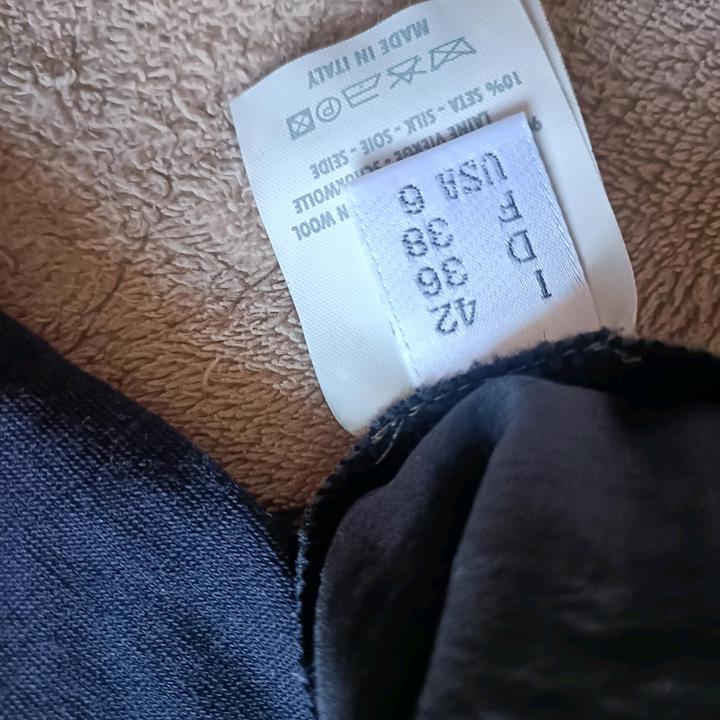 I 42
D 36
F 38
USA 6
N WOOL
LAINE VIERGE - SCHURWOLLE
10% SETA - SILK - SOIE - SEIDE
P
MADE IN ITALY